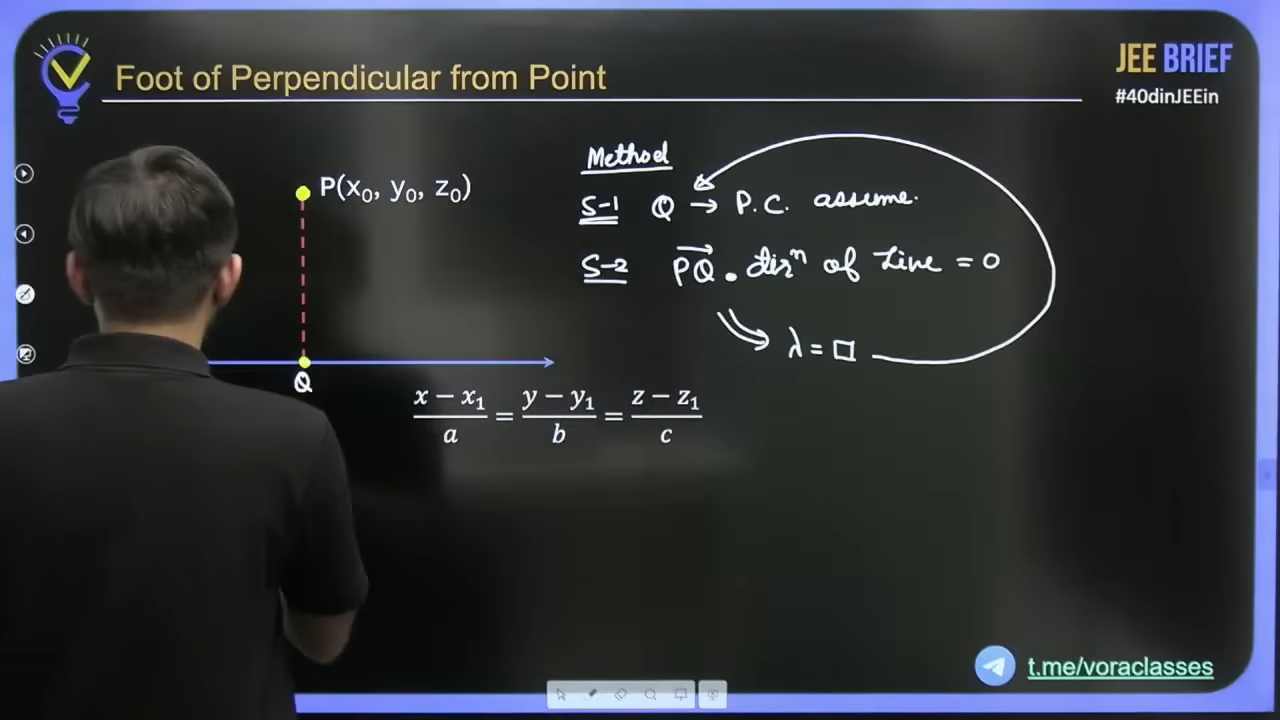 Foot of Perpendicular from Point
JEE BRIEF
#40dinJEEin
P(x₀, y₀, z₀)
Q
x − x₁ / a = y − y₁ / b = z − z₁ / c
Method
S-1 Q → P.C. assume.
S-2 PQ⃗ . dirⁿ of Line = 0
⇒ λ = □
t.me/voraclasses